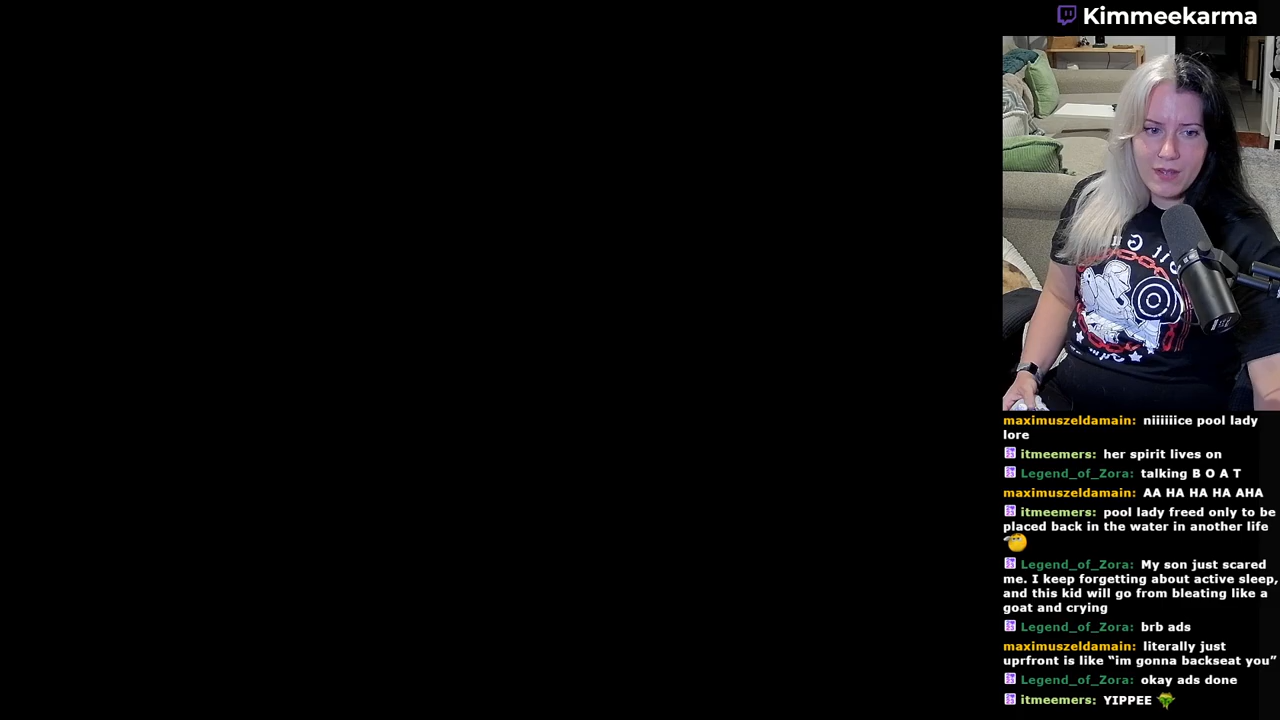 Kimmeekarma
maximuszeldamain: niiiiiice pool lady
lore
itmeemers: her spirit lives on
Legend_of_Zora: talking B O A T
maximuszeldamain: AA HA HA HA AHA
itmeemers: pool lady freed only to be
placed back in the water in another life
Legend_of_Zora: My son just scared
me. I keep forgetting about active sleep,
and this kid will go from bleating like a
goat and crying
Legend_of_Zora: brb ads
maximuszeldamain: literally just
uprfront is like “im gonna backseat you”
Legend_of_Zora: okay ads done
itmeemers: YIPPEE